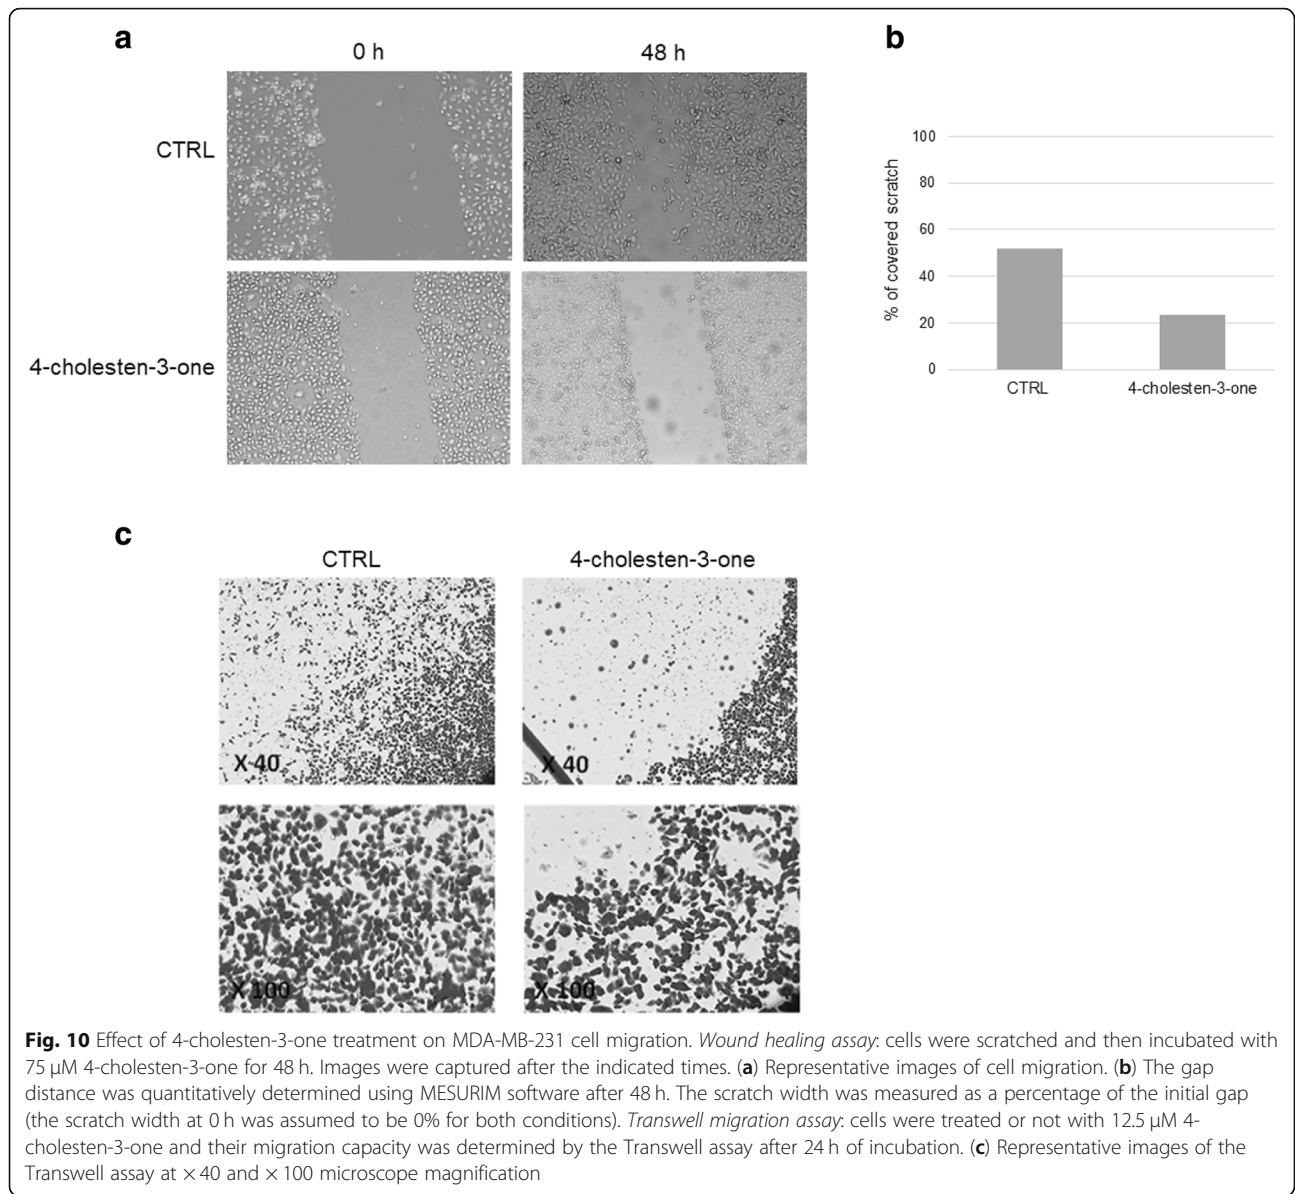 a
b
0 h
48 h
CTRL
4-cholesten-3-one
% of covered scratch
100
80
60
40
20
0
CTRL
4-cholesten-3-one
c
CTRL
4-cholesten-3-one
X 40
X 40
X 100
X 100
Fig. 10 Effect of 4-cholesten-3-one treatment on MDA-MB-231 cell migration. Wound healing assay: cells were scratched and then incubated with
75 μM 4-cholesten-3-one for 48 h. Images were captured after the indicated times. (a) Representative images of cell migration. (b) The gap
distance was quantitatively determined using MESURIM software after 48 h. The scratch width was measured as a percentage of the initial gap
(the scratch width at 0 h was assumed to be 0% for both conditions). Transwell migration assay: cells were treated or not with 12.5 μM 4-
cholesten-3-one and their migration capacity was determined by the Transwell assay after 24 h of incubation. (c) Representative images of the
Transwell assay at × 40 and × 100 microscope magnification